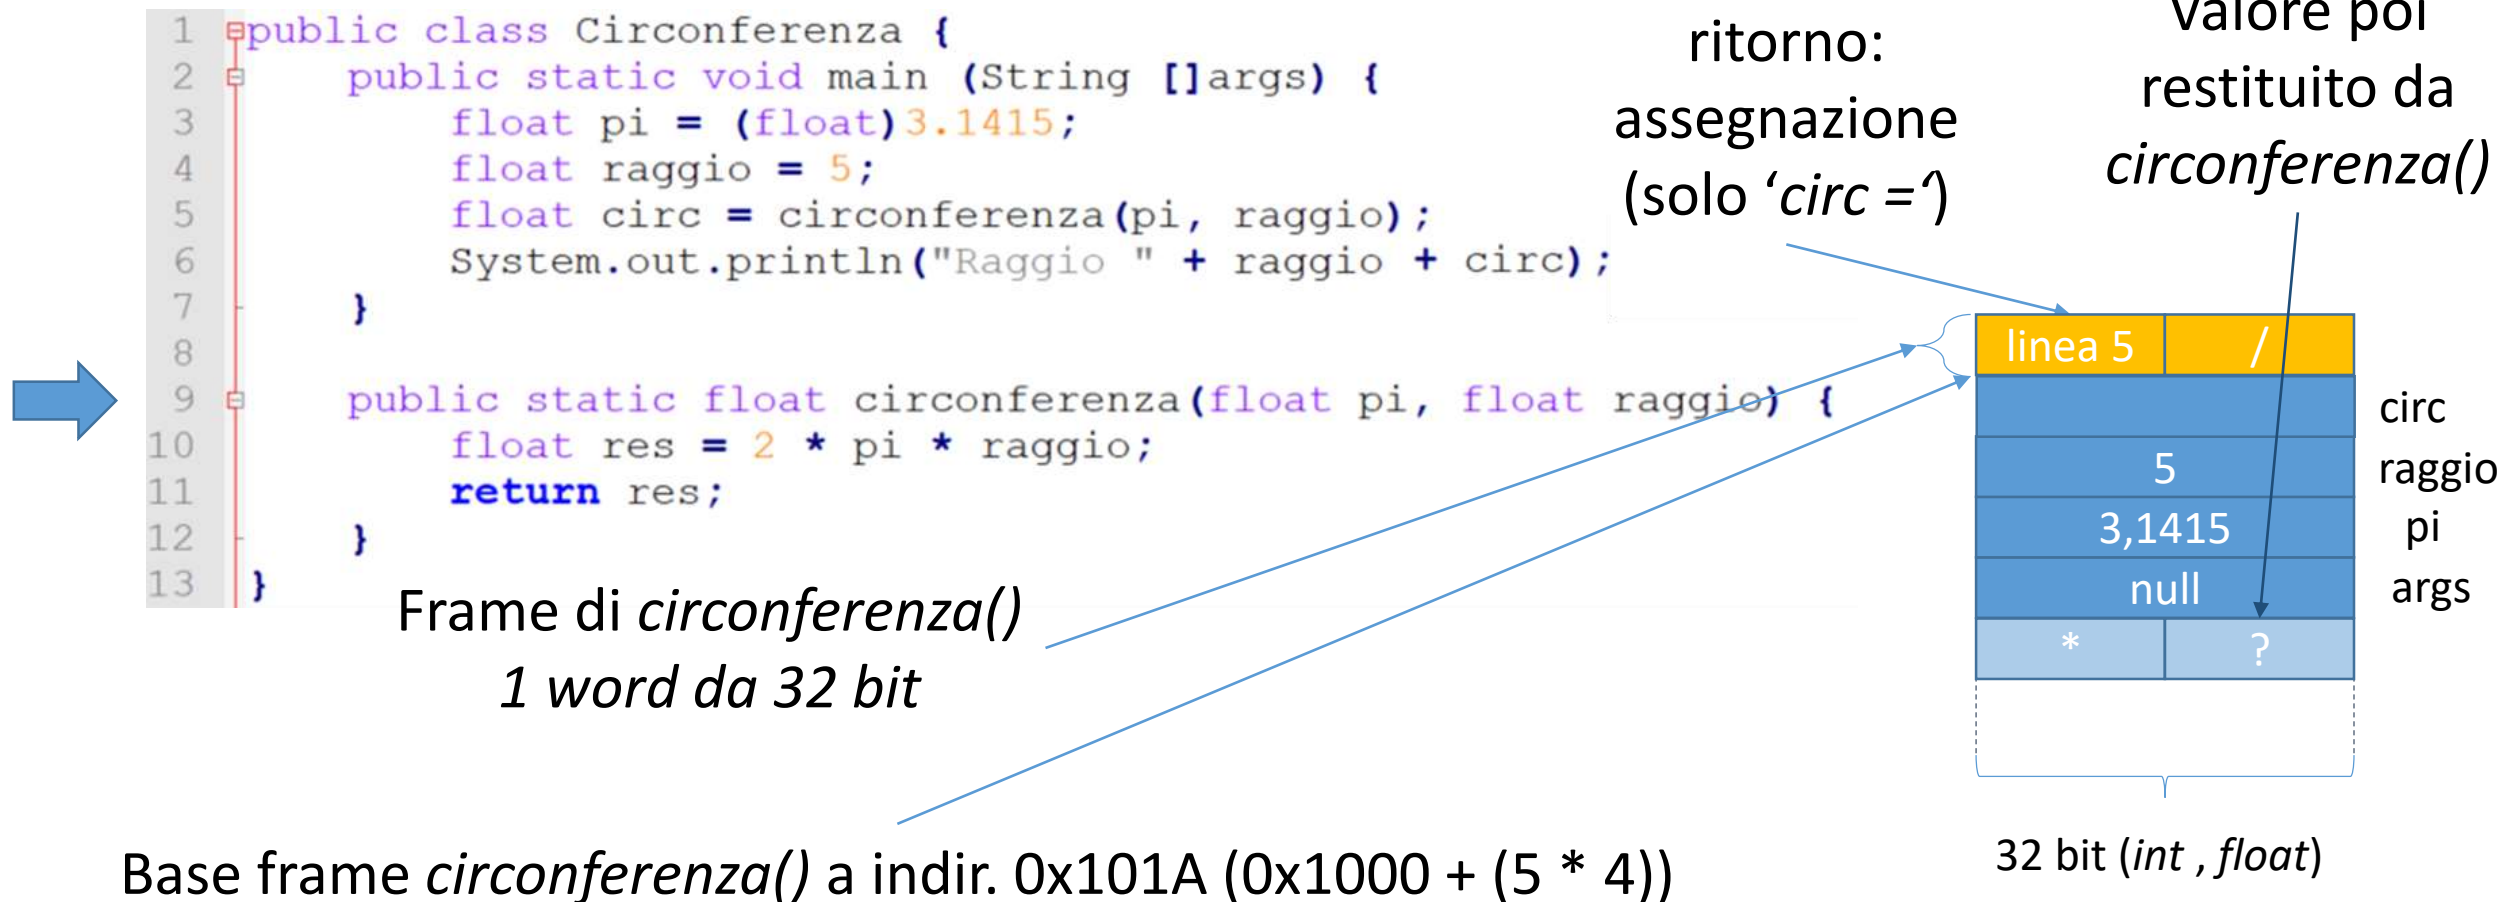 1 public class Circonferenza {
2 public static void main (String []args) {
3 float pi = (float)3.1415;
4 float raggio = 5;
5 float circ = circonferenza(pi, raggio);
6 System.out.println("Raggio " + raggio + circ);
7 }
8
9 public static float circonferenza(float pi, float raggio) {
10 float res = 2 * pi * raggio;
11 return res;
12 }
13 }
ritorno:
assegnazione
(solo ‘circ =‘)
valore poi
restituito da
circonferenza()
linea 5 /
circ
5 raggio
3,1415 pi
null args
* ?
Frame di circonferenza()
1 word da 32 bit
Base frame circonferenza() a indir. 0x101A (0x1000 + (5 * 4))
32 bit (int , float)